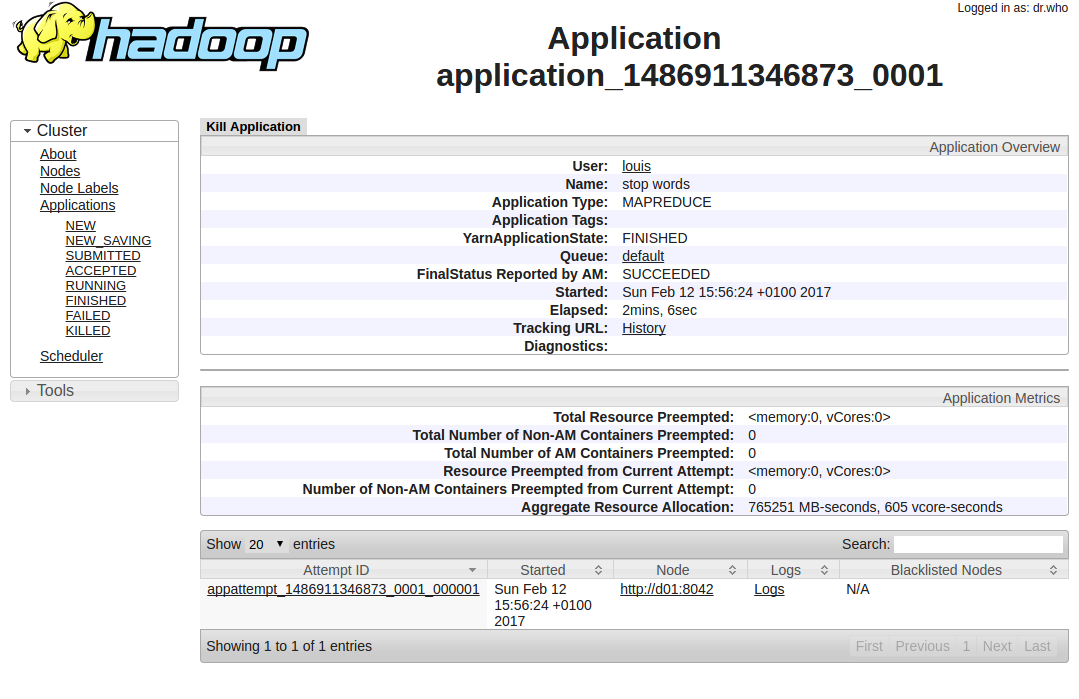 Logged in as: dr.who
hadoop
Application
application_1486911346873_0001
Cluster
About
Nodes
Node Labels
Applications
NEW
NEW_SAVING
SUBMITTED
ACCEPTED
RUNNING
FINISHED
FAILED
KILLED
Scheduler
Tools
Kill Application
Application Overview
User: louis
Name: stop words
Application Type: MAPREDUCE
Application Tags:
YarnApplicationState: FINISHED
Queue: default
FinalStatus Reported by AM: SUCCEEDED
Started: Sun Feb 12 15:56:24 +0100 2017
Elapsed: 2mins, 6sec
Tracking URL: History
Diagnostics:
Application Metrics
Total Resource Preempted: <memory:0, vCores:0>
Total Number of Non-AM Containers Preempted: 0
Total Number of AM Containers Preempted: 0
Resource Preempted from Current Attempt: <memory:0, vCores:0>
Number of Non-AM Containers Preempted from Current Attempt: 0
Aggregate Resource Allocation: 765251 MB-seconds, 605 vcore-seconds
Show 20 entries Search:
Attempt ID Started Node Logs Blacklisted Nodes
appattempt_1486911346873_0001_000001 Sun Feb 12 http://d01:8042 Logs N/A
15:56:24 +0100
2017
Showing 1 to 1 of 1 entries First Previous 1 Next Last